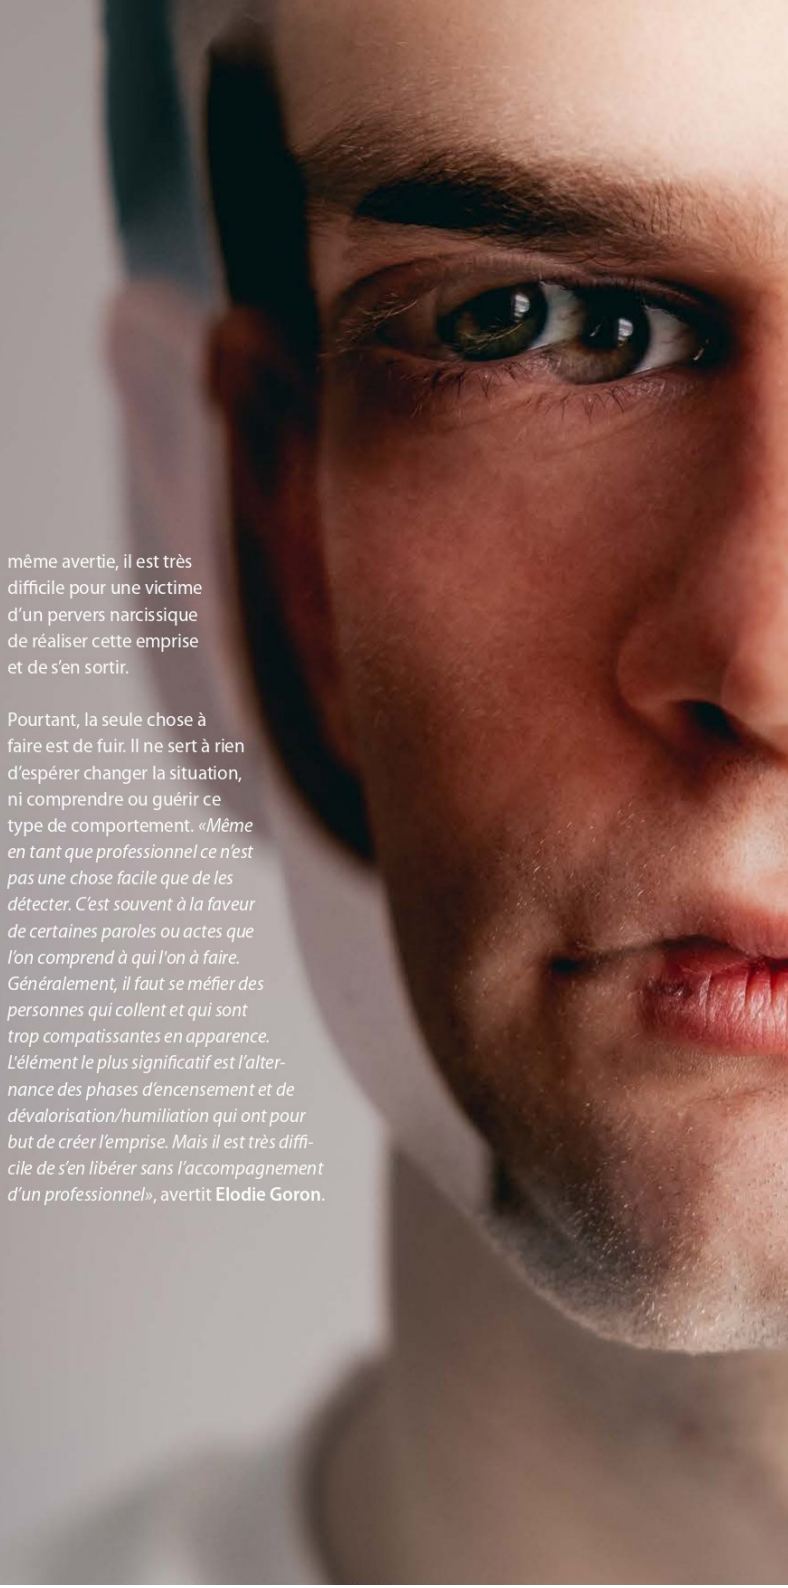 même avertie, il est très
difficile pour une victime
d’un pervers narcissique
de réaliser cette emprise
et de s’en sortir.
Pourtant, la seule chose à
faire est de fuir. Il ne sert à rien
d’espérer changer la situation,
ni comprendre ou guérir ce
type de comportement. «Même
en tant que professionnel ce n’est
pas une chose facile que de les
détecter. C’est souvent à la faveur
de certaines paroles ou actes que
l’on comprend à qui l'on à faire.
Généralement, il faut se méfier des
personnes qui collent et qui sont
trop compatissantes en apparence.
L'élément le plus significatif est l’alter-
nance des phases d’encensement et de
dévalorisation/humiliation qui ont pour
but de créer l’emprise. Mais il est très diffi-
cile de s’en libérer sans l’accompagnement
d’un professionnel», avertit Elodie Goron.